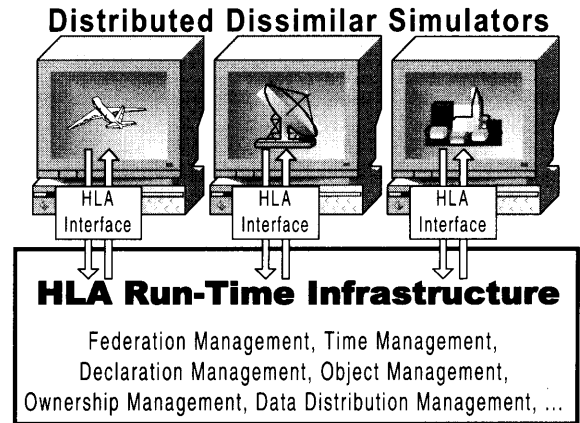 Distributed Dissimilar Simulators
HLA
Interface
HLA
Interface
HLA
Interface
HLA Run-Time Infrastructure
Federation Management, Time Management,
Declaration Management, Object Management,
Ownership Management, Data Distribution Management, ...